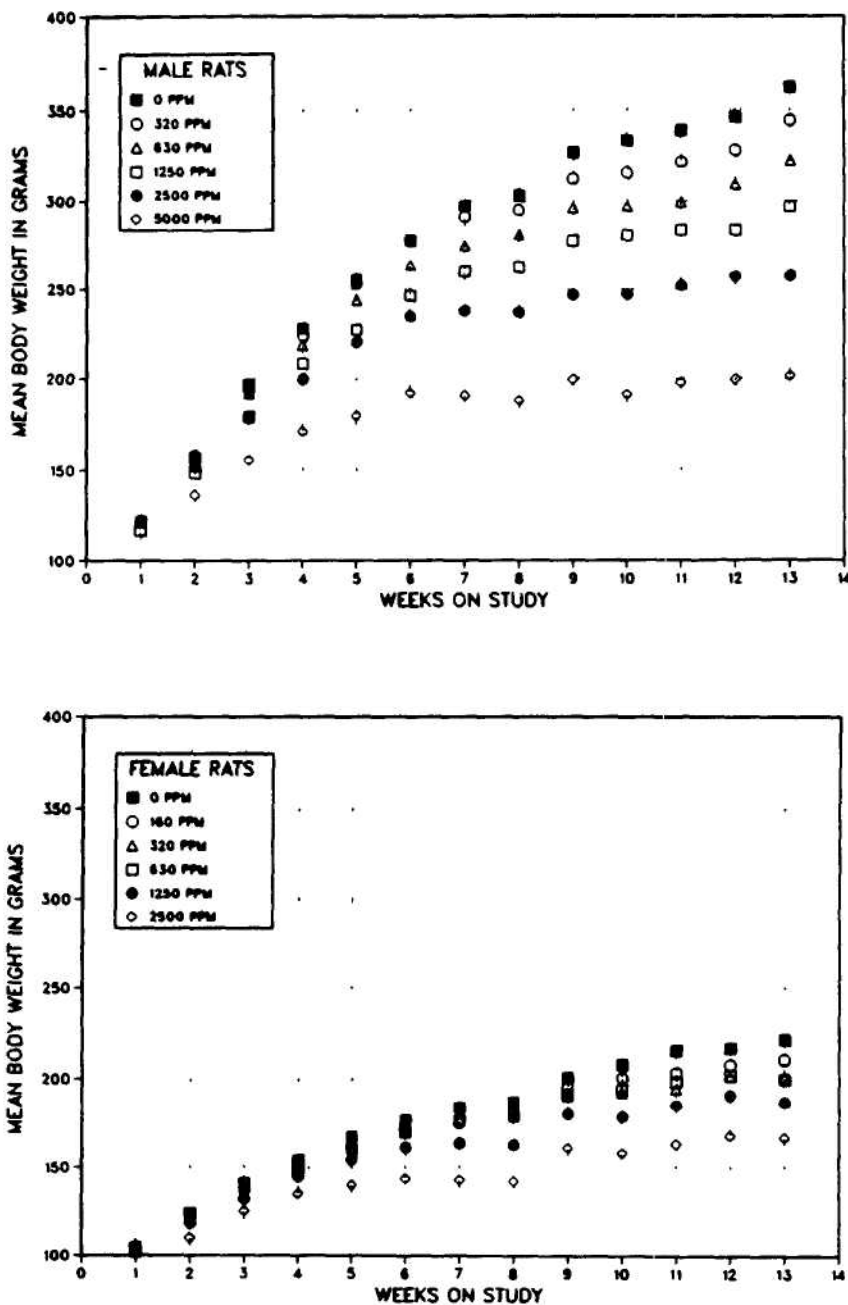 400
350
300
250
200
150
100
MEAN BODY WEIGHT IN GRAMS
MALE RATS
0 PPM
320 PPM
630 PPM
1250 PPM
2500 PPM
5000 PPM
0 1 2 3 4 5 6 7 8 9 10 11 12 13 14
WEEKS ON STUDY
400
350
300
250
200
150
100
MEAN BODY WEIGHT IN GRAMS
FEMALE RATS
0 PPM
160 PPM
320 PPM
630 PPM
1250 PPM
2500 PPM
0 1 2 3 4 5 6 7 8 9 10 11 12 13 14
WEEKS ON STUDY